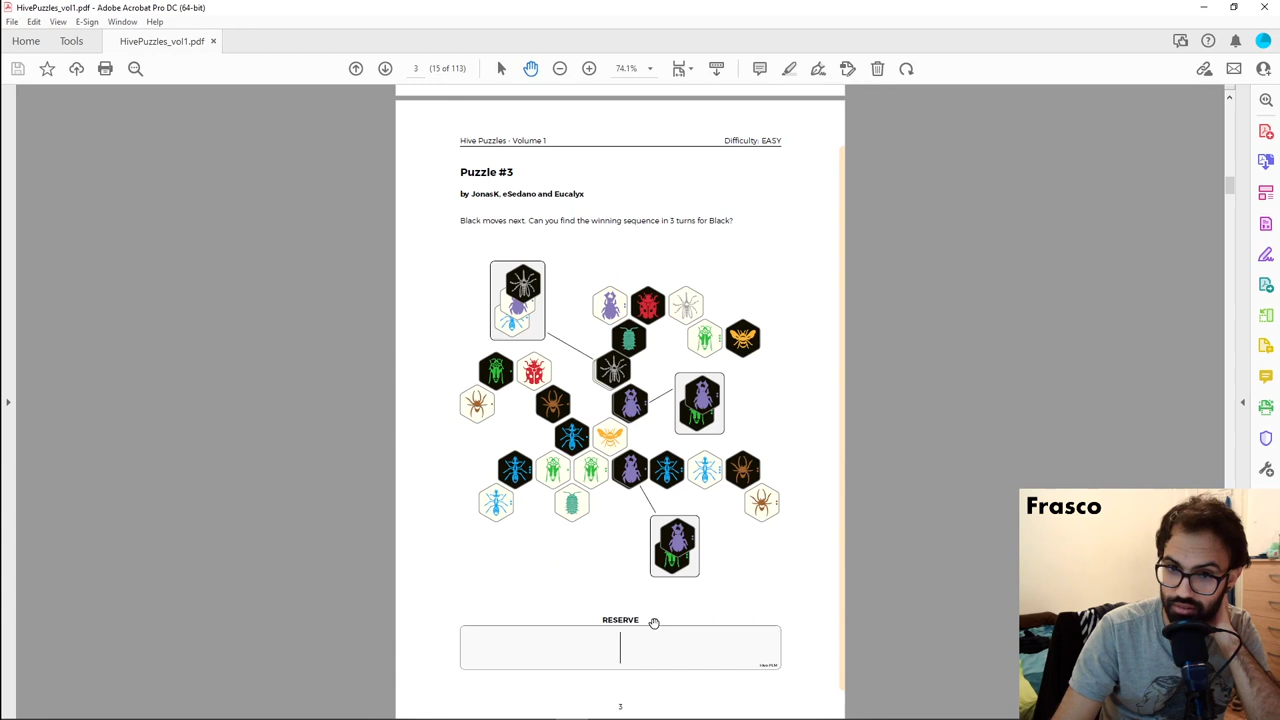 HivePuzzles_vol1.pdf - Adobe Acrobat Pro DC (64-bit)
File Edit View E-Sign Window Help
Home Tools HivePuzzles_vol1.pdf ×
3 (15 of 113) 74.1%
Hive Puzzles - Volume 1 Difficulty: EASY
Puzzle #3
by JonasK, eSedano and Eucalyx
Black moves next. Can you find the winning sequence in 3 turns for Black?
Frasco
RESERVE
3